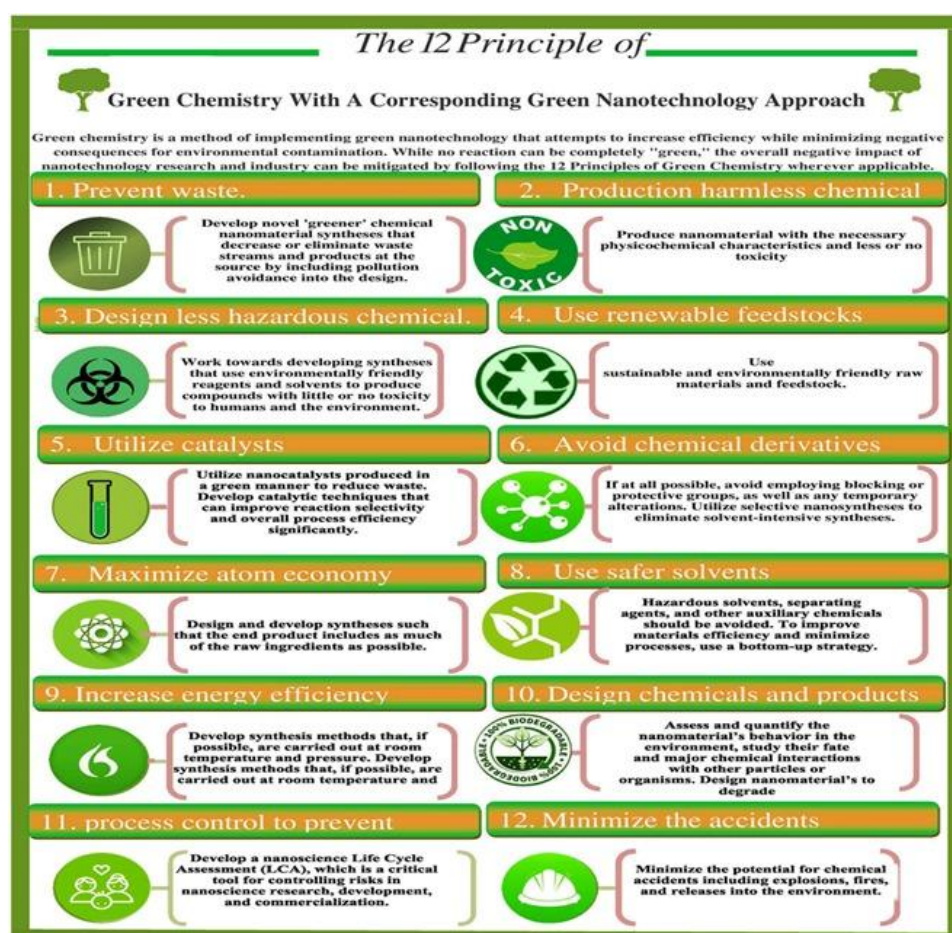 The 12 Principle of
Green Chemistry With A Corresponding Green Nanotechnology Approach
Green chemistry is a method of implementing green nanotechnology that attempts to increase efficiency while minimizing negative
consequences for environmental contamination. While no reaction can be completely "green," the overall negative impact of
nanotechnology research and industry can be mitigated by following the 12 Principles of Green Chemistry wherever applicable.
1. Prevent waste.
Develop novel 'greener' chemical
nanomaterial syntheses that
decrease or eliminate waste
streams and products at the
source by including pollution
avoidance into the design.
2. Production harmless chemical
NON
TOXIC
Produce nanomaterial with the necessary
physicochemical characteristics and less or no
toxicity
3. Design less hazardous chemical.
Work towards developing syntheses
that use environmentally friendly
reagents and solvents to produce
compounds with little or no toxicity
to humans and the environment.
4. Use renewable feedstocks
Use
sustainable and environmentally friendly raw
materials and feedstock.
5. Utilize catalysts
Utilize nanocatalysts produced in
a green manner to reduce waste.
Develop catalytic techniques that
can improve reaction selectivity
and overall process efficiency
significantly.
6. Avoid chemical derivatives
If at all possible, avoid employing blocking or
protective groups, as well as any temporary
alterations. Utilize selective nanosyntheses to
eliminate solvent-intensive syntheses.
7. Maximize atom economy
Design and develop syntheses such
that the end product includes as much
of the raw ingredients as possible.
8. Use safer solvents
Hazardous solvents, separating
agents, and other auxiliary chemicals
should be avoided. To improve
materials efficiency and minimize
processes, use a bottom-up strategy.
9. Increase energy efficiency
Develop synthesis methods that, if
possible, are carried out at room
temperature and pressure. Develop
synthesis methods that, if possible, are
carried out at room temperature and
10. Design chemicals and products
100% BIODEGRADABLE
100% BIODEGRADABLE
Assess and quantify the
nanomaterial's behavior in the
environment, study their fate
and major chemical interactions
with other particles or
organisms. Design nanomaterial's to
degrade
11. process control to prevent
Develop a nanoscience Life Cycle
Assessment (LCA), which is a critical
tool for controlling risks in
nanoscience research, development,
and commercialization.
12. Minimize the accidents
Minimize the potential for chemical
accidents including explosions, fires,
and releases into the environment.